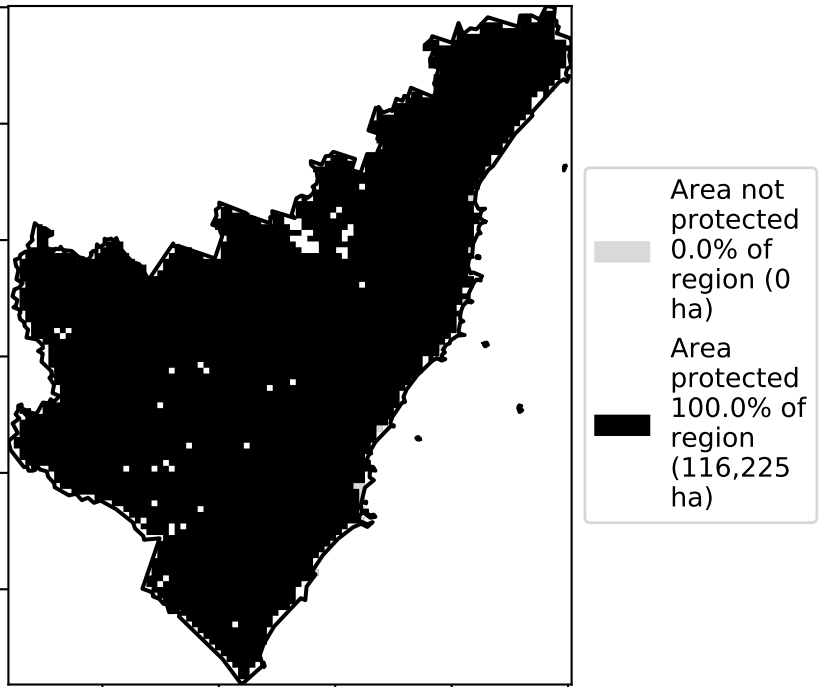 Area not
protected
0.0% of
region (0
ha)
Area
protected
100.0% of
region
(116,225
ha)